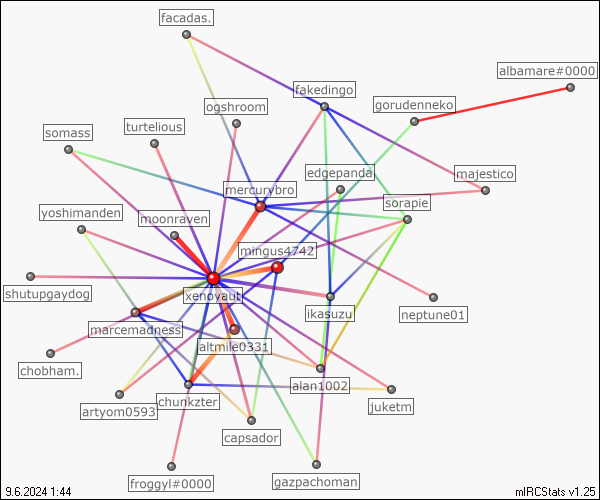 facadas.
albamare#0000
fakedingo
gorudenneko
ogshroom
turtelious
somass
edgepanda
majestico
mercurybro
sorapie
yoshimanden
moonraven
mingus4742
shutupgaydog
xenoyaut
ikasuzu
neptune01
marcemadness
altmile0331
chobham.
alan1002
artyom0593
chunkzter
juketm
capsador
froggyl#0000
gazpachoman
9.6.2024 1:44
mIRCStats v1.25